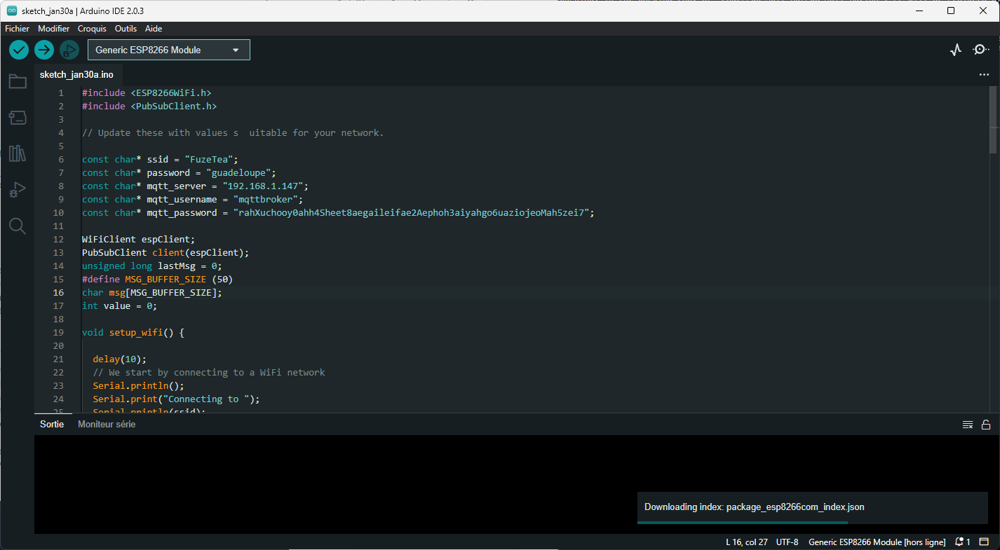 sketch_jan30a | Arduino IDE 2.0.3
Fichier Modifier Croquis Outils Aide
Generic ESP8266 Module
sketch_jan30a.ino
1 #include <ESP8266WiFi.h>
2 #include <PubSubClient.h>
3
4 // Update these with values s  uitable for your network.
5
6 const char* ssid = "FuzeTea";
7 const char* password = "guadeloupe";
8 const char* mqtt_server = "192.168.1.147";
9 const char* mqtt_username = "mqttbroker";
10 const char* mqtt_password = "rahXuchooy0ahh4Sheet8aegaileifae2Aephoh3aiyahgo6uaziojeoMah5zei7";
11
12 WiFiClient espClient;
13 PubSubClient client(espClient);
14 unsigned long lastMsg = 0;
15 #define MSG_BUFFER_SIZE (50)
16 char msg[MSG_BUFFER_SIZE];
17 int value = 0;
18
19 void setup_wifi() {
20
21 delay(10);
22 // We start by connecting to a WiFi network
23 Serial.println();
24 Serial.print("Connecting to ");
25 Serial.println(ssid);
Sortie Moniteur série
Downloading index: package_esp8266com_index.json
L 16, col 27 UTF-8 Generic ESP8266 Module [hors ligne] 1